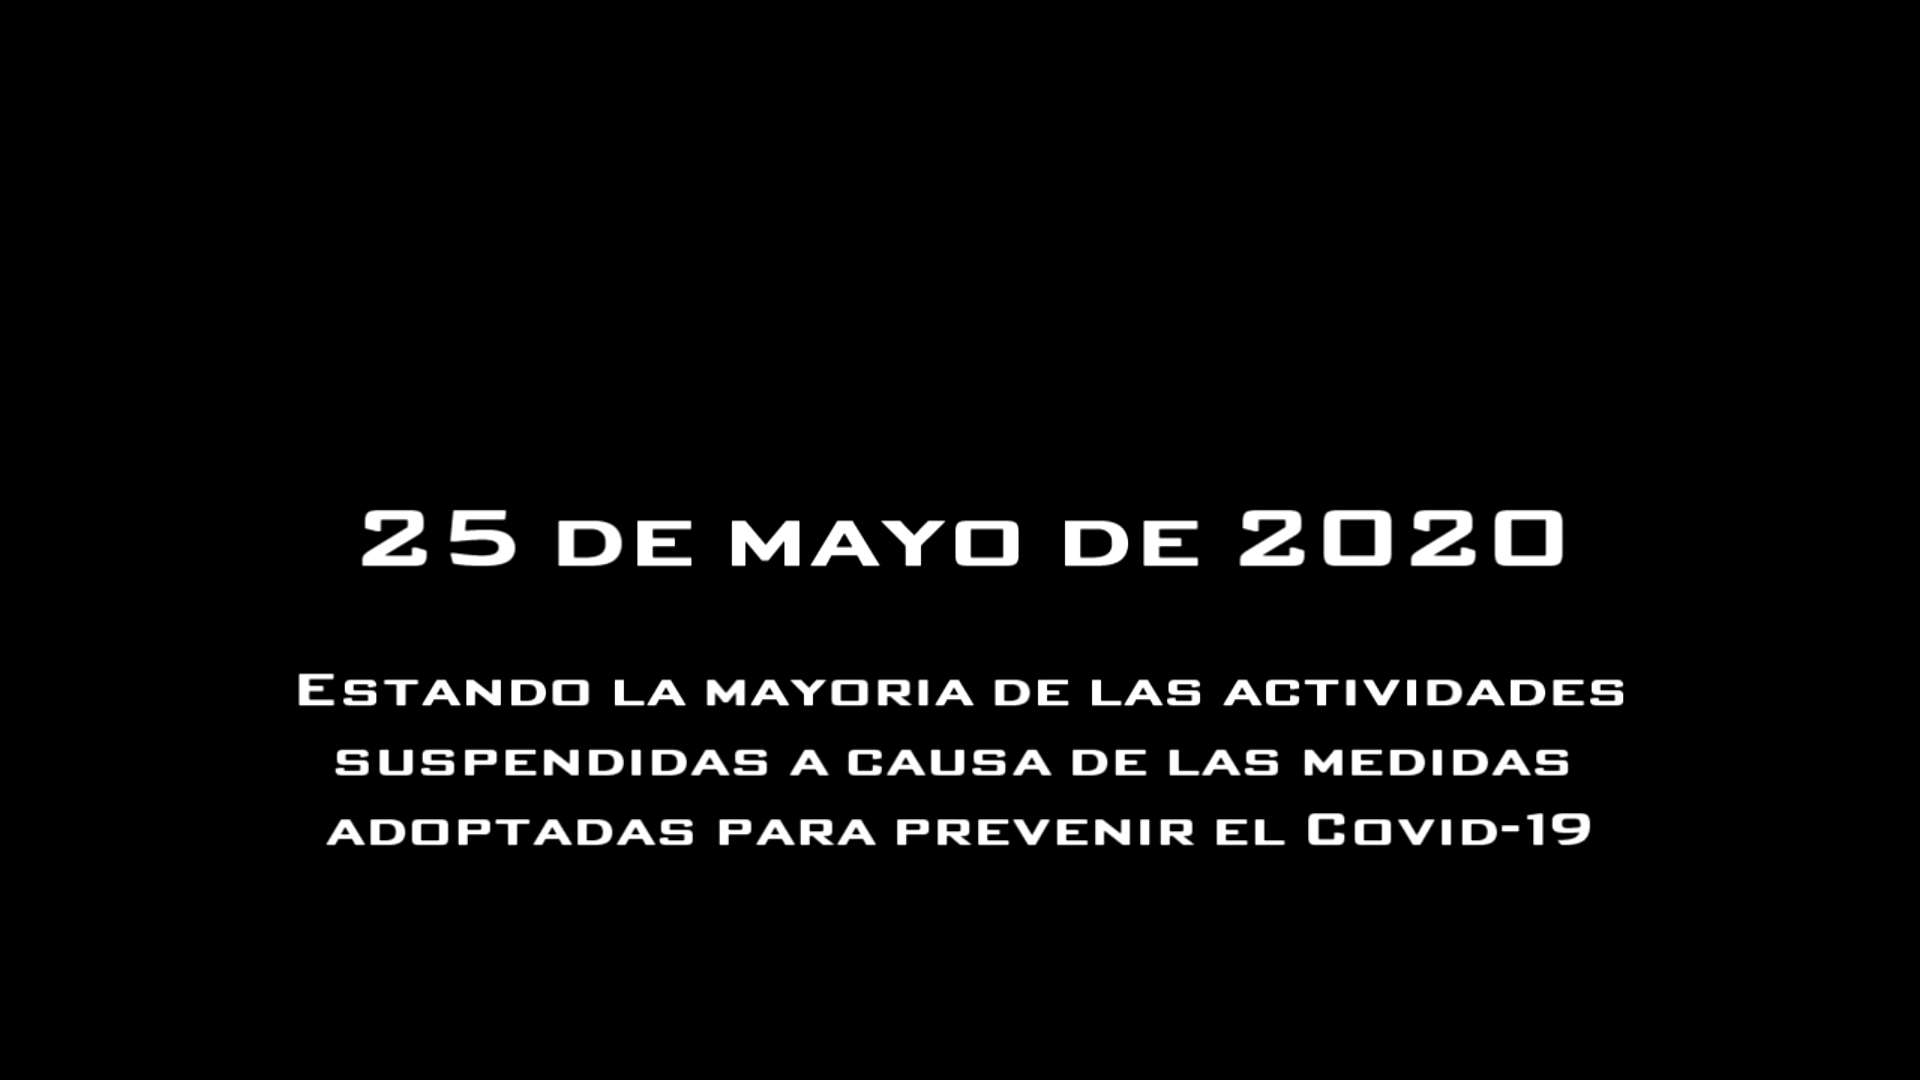 25 de mayo de 2020
Estando la mayoria de las actividades
suspendidas a causa de las medidas
adoptadas para prevenir el Covid-19